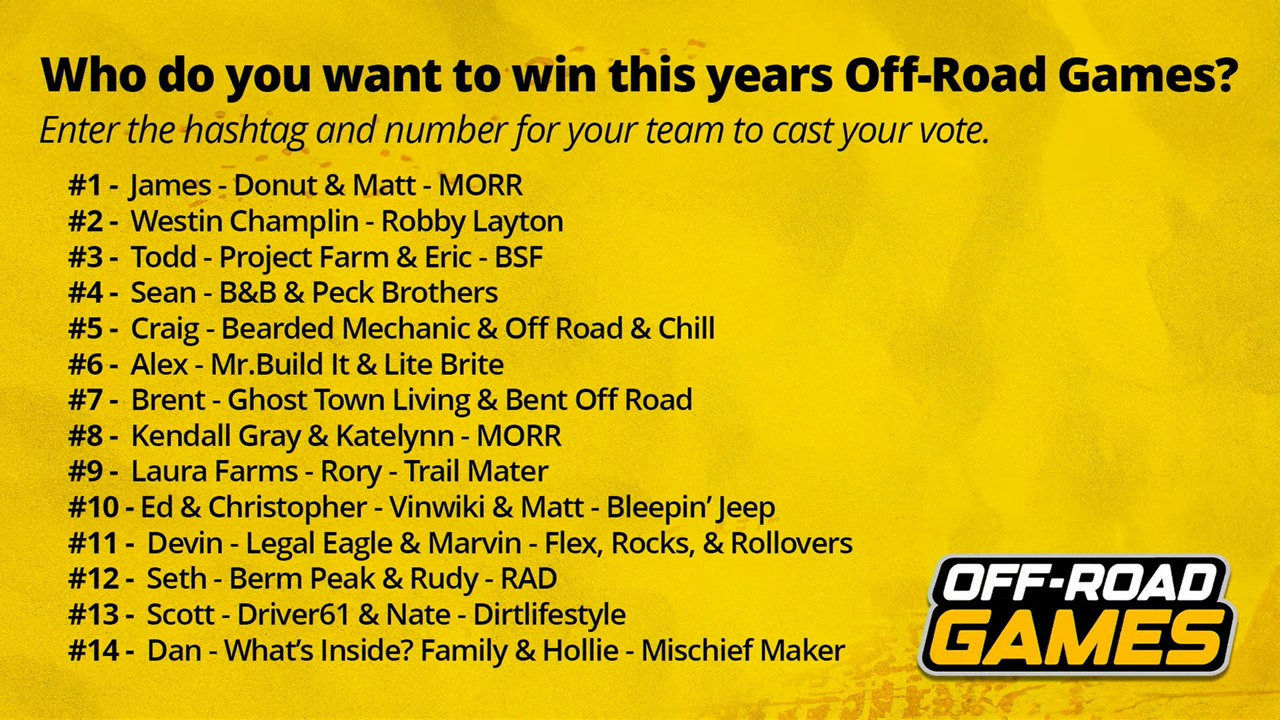 Who do you want to win this years Off-Road Games?
Enter the hashtag and number for your team to cast your vote.
#1 - James - Donut & Matt - MORR
#2 - Westin Champlin - Robby Layton
#3 - Todd - Project Farm & Eric - BSF
#4 - Sean - B&B & Peck Brothers
#5 - Craig - Bearded Mechanic & Off Road & Chill
#6 - Alex - Mr.Build It & Lite Brite
#7 - Brent - Ghost Town Living & Bent Off Road
#8 - Kendall Gray & Katelynn - MORR
#9 - Laura Farms - Rory - Trail Mater
#10 - Ed & Christopher - Vinwiki & Matt - Bleepin’ Jeep
#11 - Devin - Legal Eagle & Marvin - Flex, Rocks, & Rollovers
#12 - Seth - Berm Peak & Rudy - RAD
#13 - Scott - Driver61 & Nate - Dirtlifestyle
#14 - Dan - What’s Inside? Family & Hollie - Mischief Maker
OFF-ROAD
GAMES